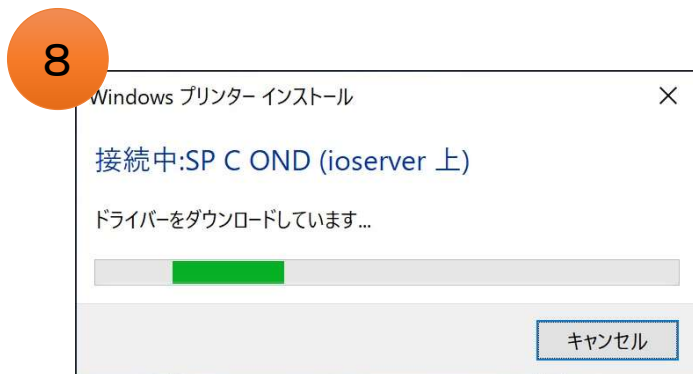 8
Windows プリンター インストール
接続中:SP C OND (ioserver 上)
ドライバーをダウンロードしています...
キャンセル